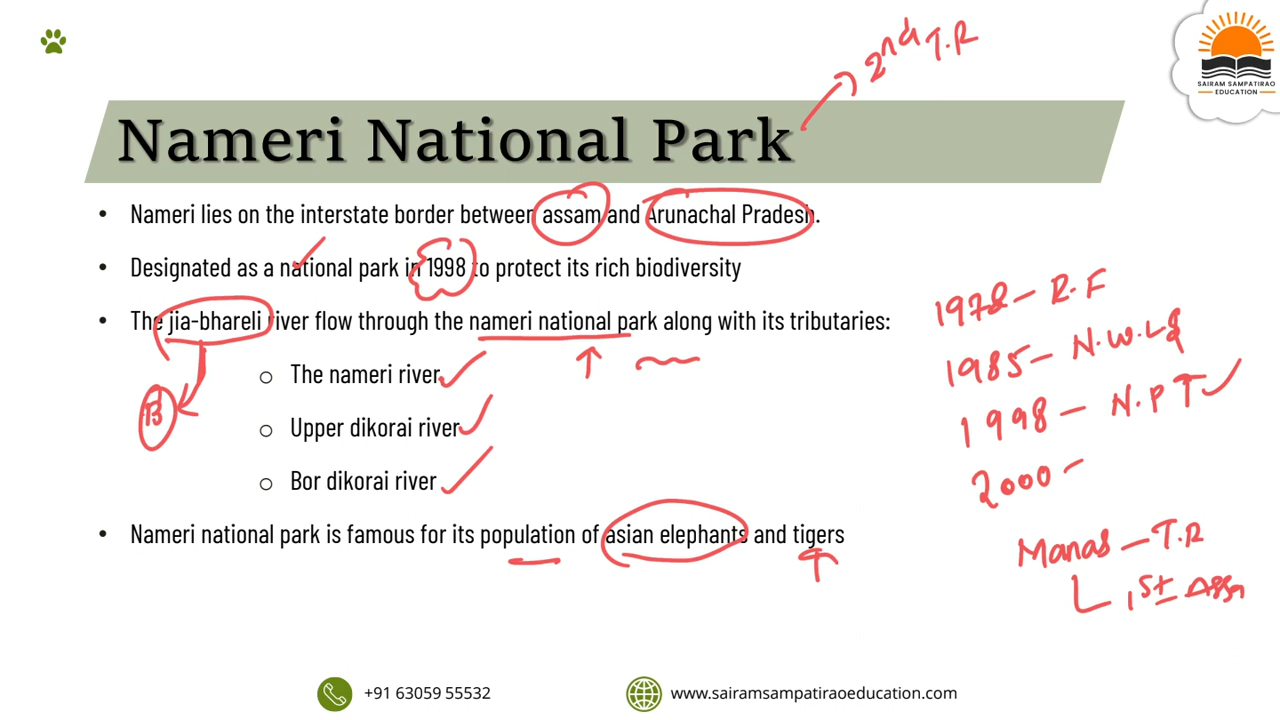 2nd T.R
SAIRAM SAMPATIRAO
EDUCATION
Nameri National Park
• Nameri lies on the interstate border between assam and Arunachal Pradesh.
• Designated as a national park in 1998 to protect its rich biodiversity
• The jia-bhareli river flow through the nameri national park along with its tributaries:
o The nameri river
o Upper dikorai river
o Bor dikorai river
• Nameri national park is famous for its population of asian elephants and tigers
B
1978 - R.F
1985 - N.W.L
1998 - N.P
2000 -
Manas - T.R
1st Assa
+91 63059 55532
www.sairamsampatiraoeducation.com